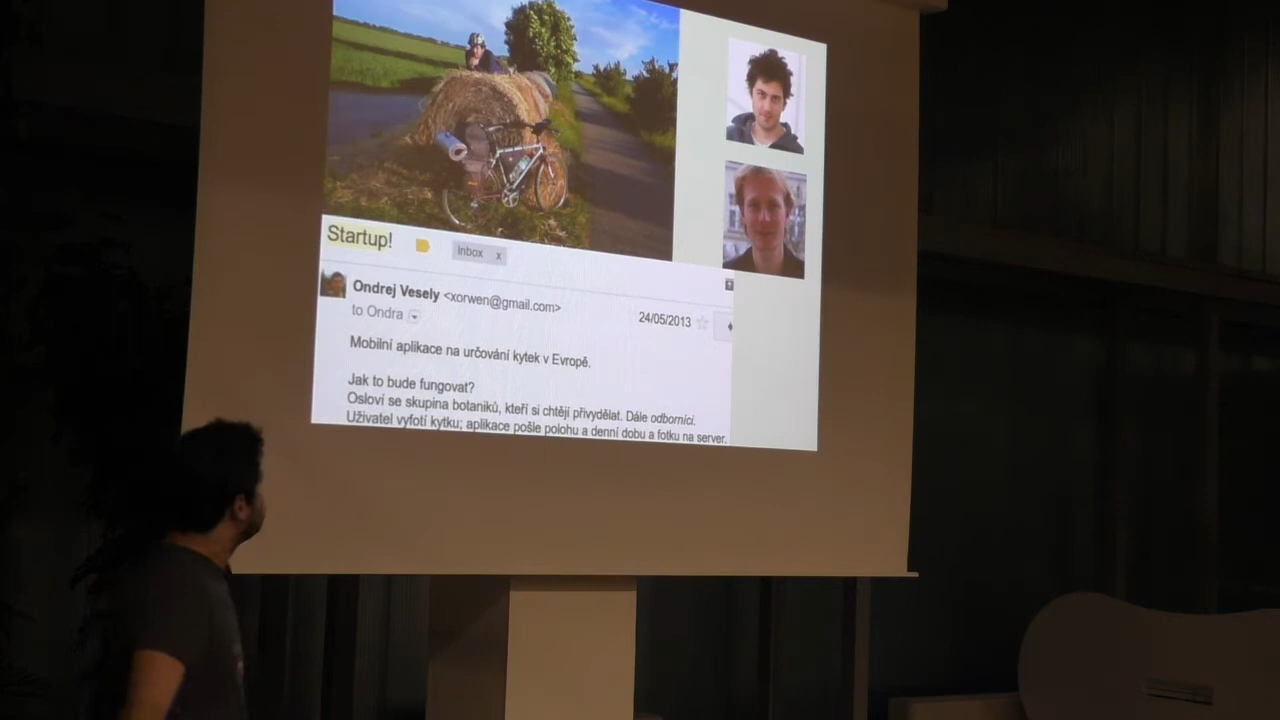 Startup!
Inbox x
Ondrej Vesely <xorwen@gmail.com>
to Ondra
24/05/2013
Mobilní aplikace na určování kytek v Evropě.
Jak to bude fungovat?
Osloví se skupina botaniků, kteří si chtějí přivydělat. Dále odborníci.
Uživatel vyfotí kytku; aplikace pošle polohu a denní dobu a fotku na server.